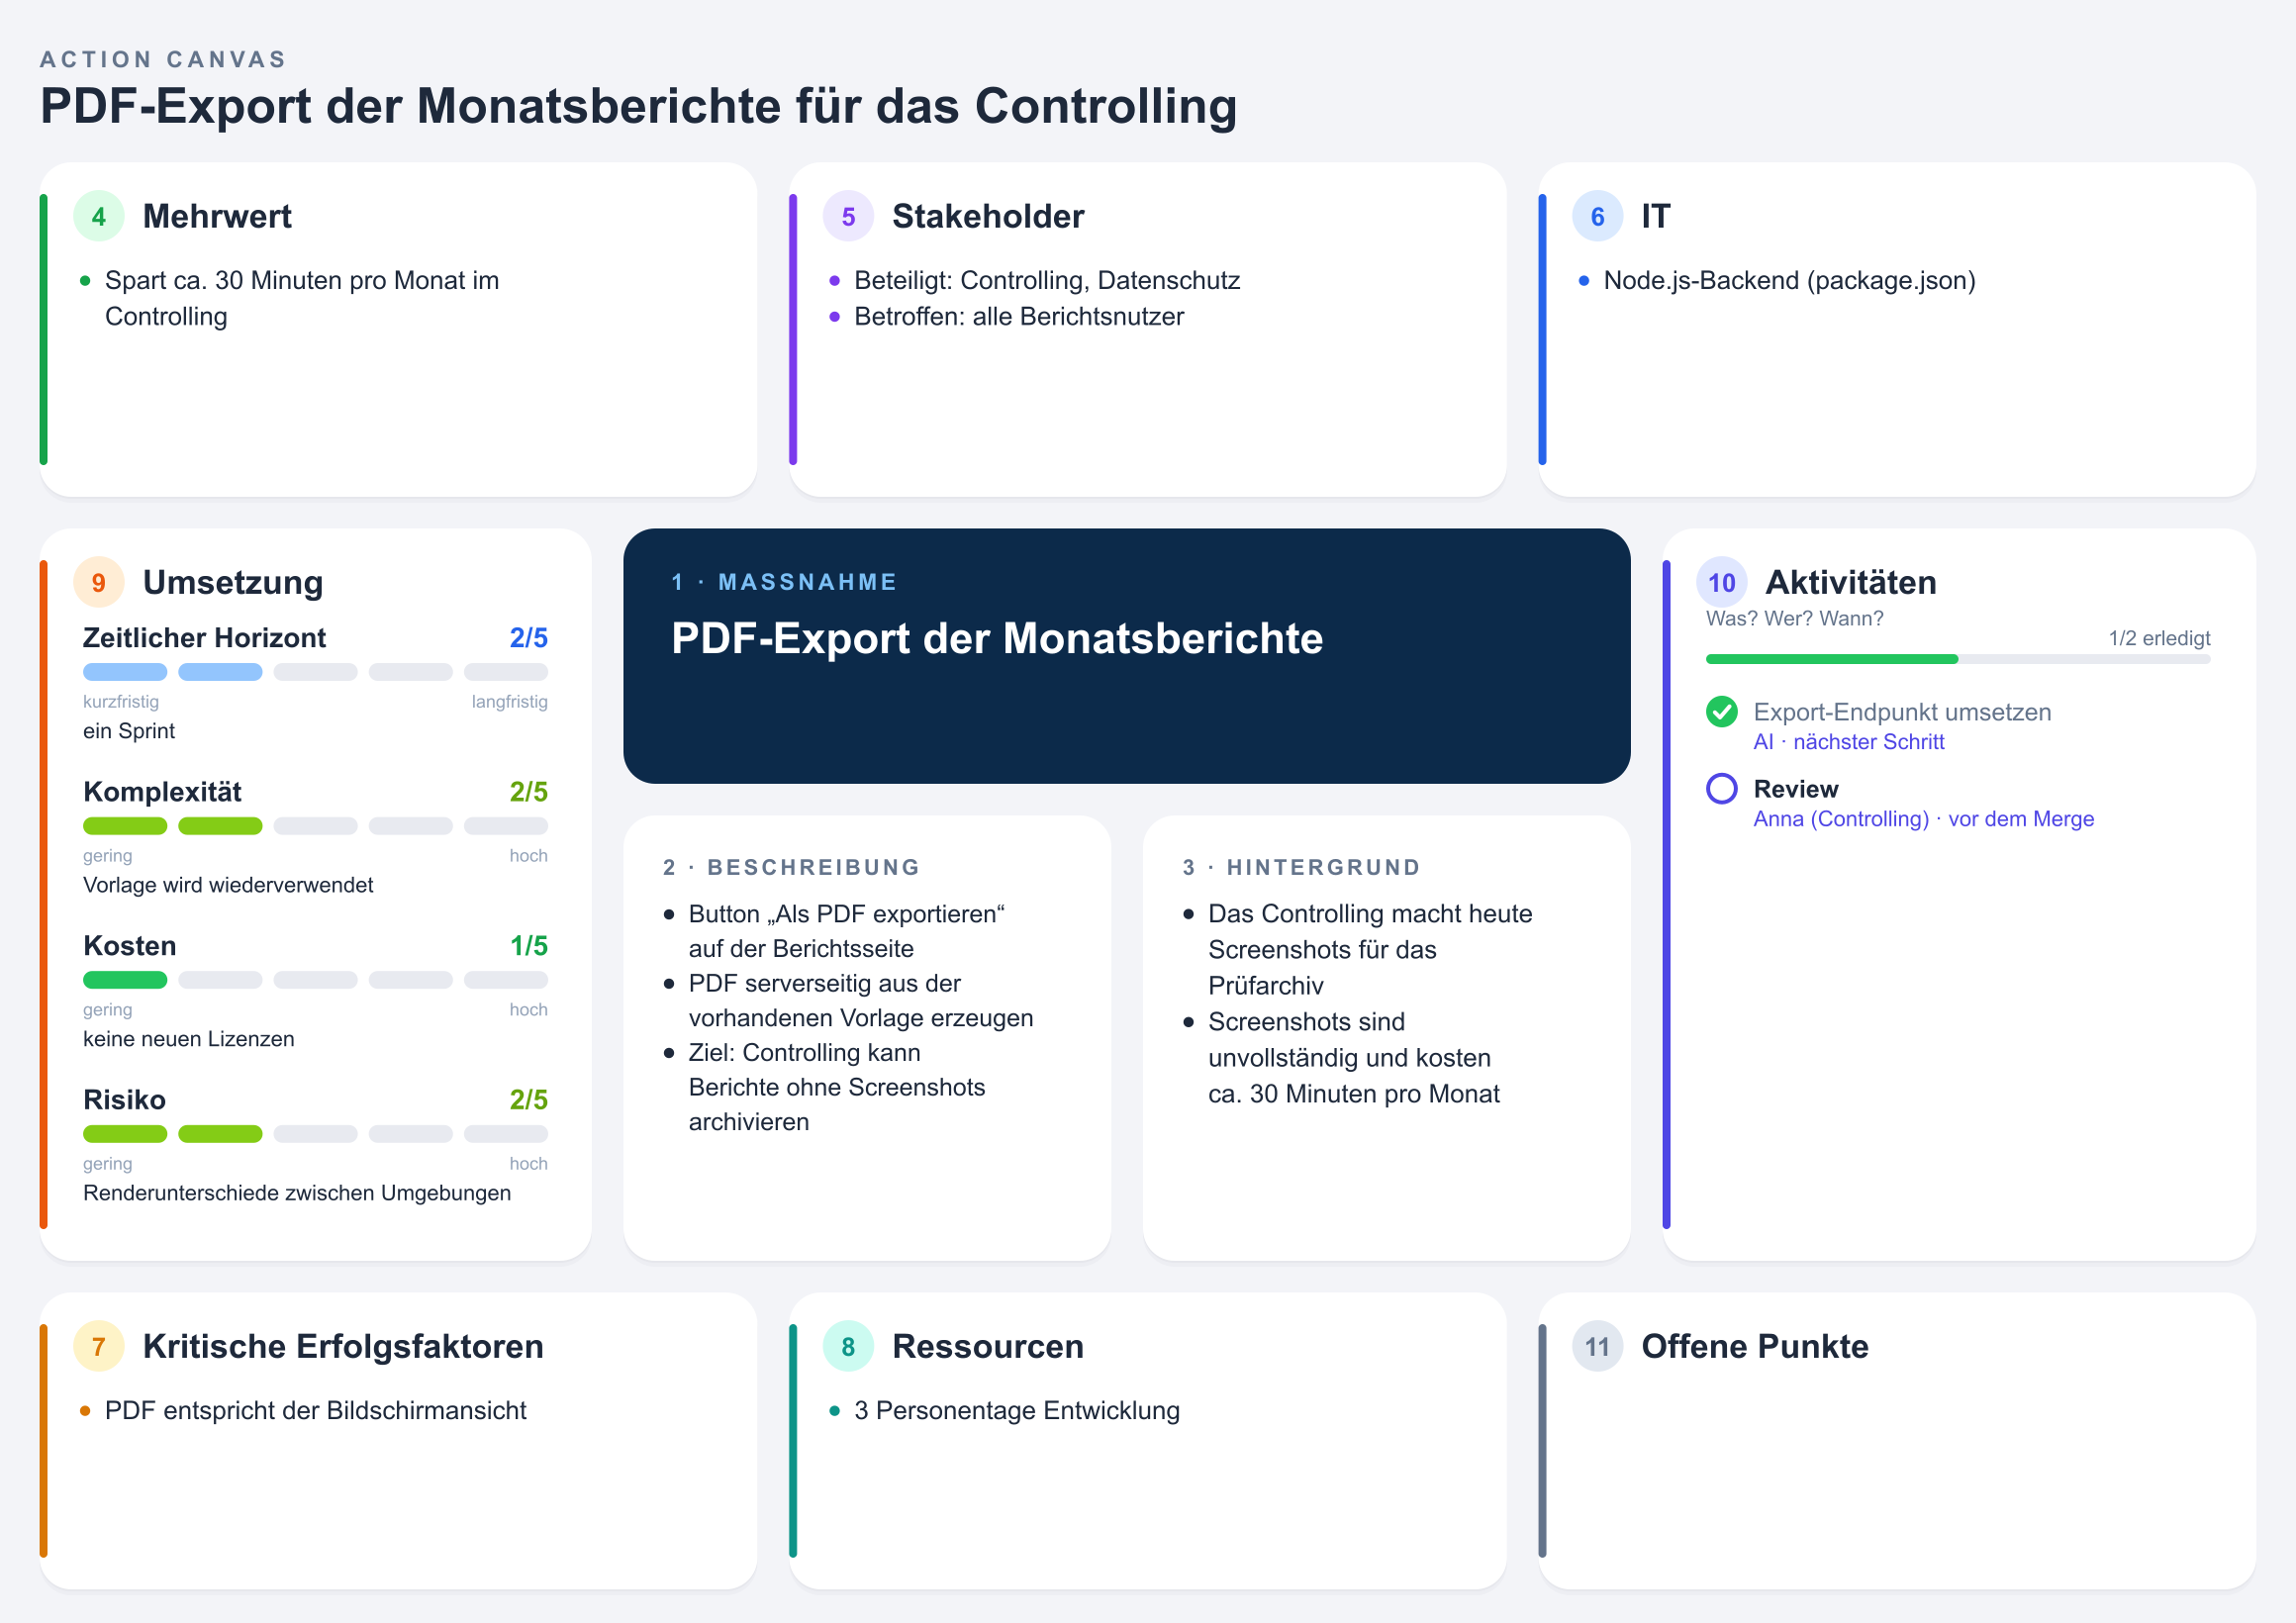 ACTION CANVAS
PDF-Export der Monatsberichte für das Controlling
4 Mehrwert
• Spart ca. 30 Minuten pro Monat im
Controlling
5 Stakeholder
• Beteiligt: Controlling, Datenschutz
• Betroffen: alle Berichtsnutzer
6 IT
• Node.js-Backend (package.json)
9 Umsetzung
Zeitlicher Horizont 2/5
kurzfristig langfristig
ein Sprint
Komplexität 2/5
gering hoch
Vorlage wird wiederverwendet
Kosten 1/5
gering hoch
keine neuen Lizenzen
Risiko 2/5
gering hoch
Renderunterschiede zwischen Umgebungen
1 · MASSNAHME
PDF-Export der Monatsberichte
2 · BESCHREIBUNG
• Button „Als PDF exportieren“
auf der Berichtsseite
• PDF serverseitig aus der
vorhandenen Vorlage erzeugen
• Ziel: Controlling kann
Berichte ohne Screenshots
archivieren
3 · HINTERGRUND
• Das Controlling macht heute
Screenshots für das
Prüfarchiv
• Screenshots sind
unvollständig und kosten
ca. 30 Minuten pro Monat
10 Aktivitäten
Was? Wer? Wann?
1/2 erledigt
Export-Endpunkt umsetzen
AI · nächster Schritt
Review
Anna (Controlling) · vor dem Merge
7 Kritische Erfolgsfaktoren
• PDF entspricht der Bildschirmansicht
8 Ressourcen
• 3 Personentage Entwicklung
11 Offene Punkte